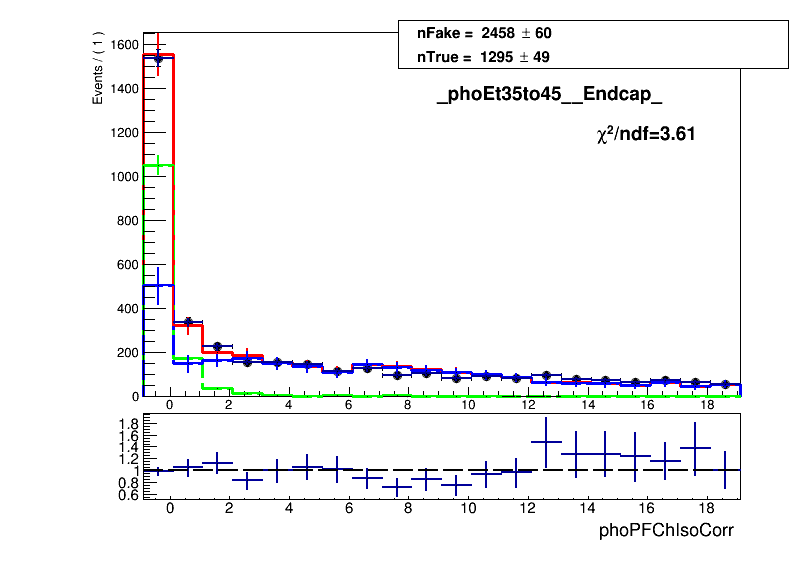 nFake = 2458 ± 60
nTrue = 1295 ± 49
_phoEt35to45__Endcap_
χ²/ndf=3.61
Events / ( 1 )
1600
1400
1200
1000
800
600
400
200
0
0 2 4 6 8 10 12 14 16 18
1.8
1.6
1.4
1.2
1
0.8
0.6
0 2 4 6 8 10 12 14 16 18
phoPFChIsoCorr